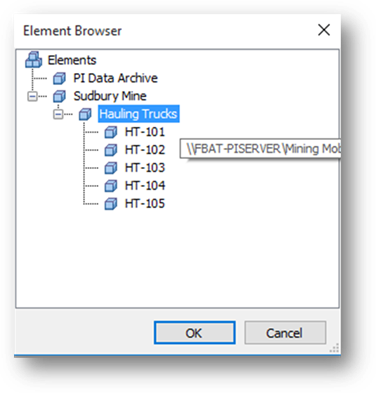 Element Browser
Elements
PI Data Archive
Sudbury Mine
Hauling Trucks
HT-101
HT-102
\\FBAT-PISERVER\Mining Mob
HT-103
HT-104
HT-105
OK
Cancel